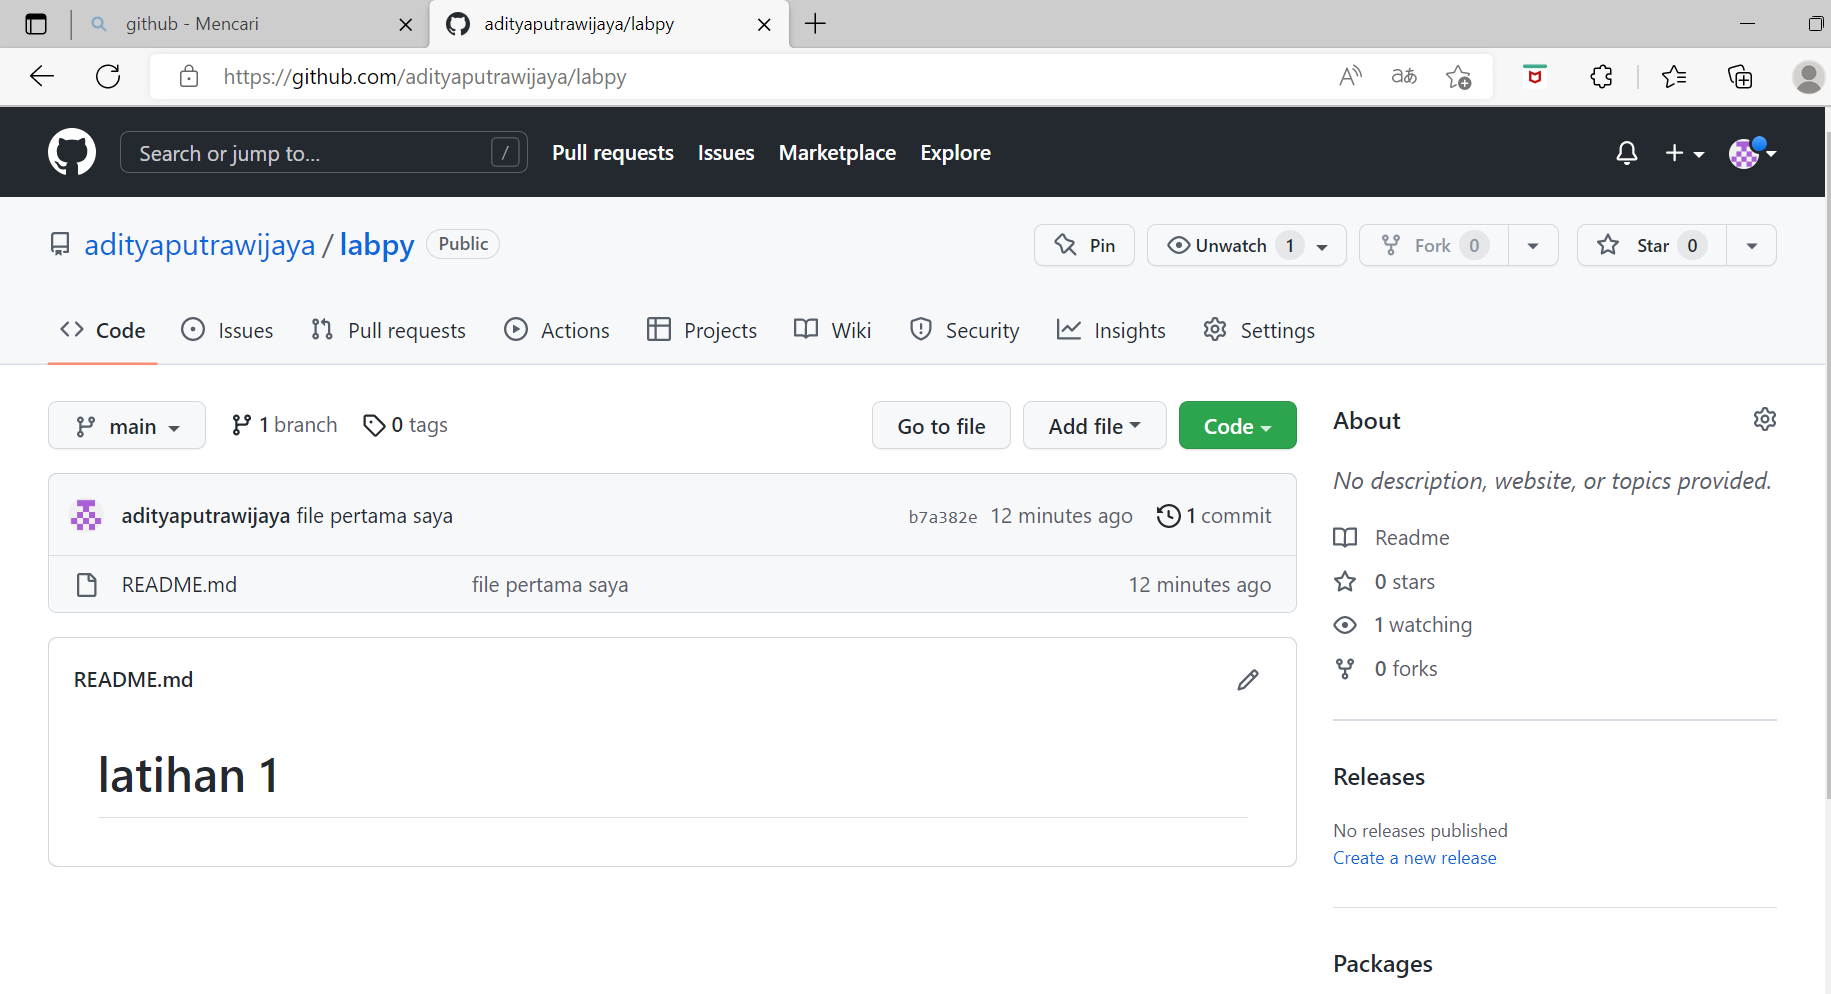 github - Mencari
adityaputrawijaya/labpy
https://github.com/adityaputrawijaya/labpy
Search or jump to... /
Pull requests Issues Marketplace Explore
adityaputrawijaya / labpy Public
Pin Unwatch 1 Fork 0 Star 0
Code Issues Pull requests Actions Projects Wiki Security Insights Settings
main 1 branch 0 tags Go to file Add file Code
adityaputrawijaya file pertama saya b7a382e 12 minutes ago 1 commit
README.md file pertama saya 12 minutes ago
README.md
latihan 1
About
No description, website, or topics provided.
Readme
0 stars
1 watching
0 forks
Releases
No releases published
Create a new release
Packages